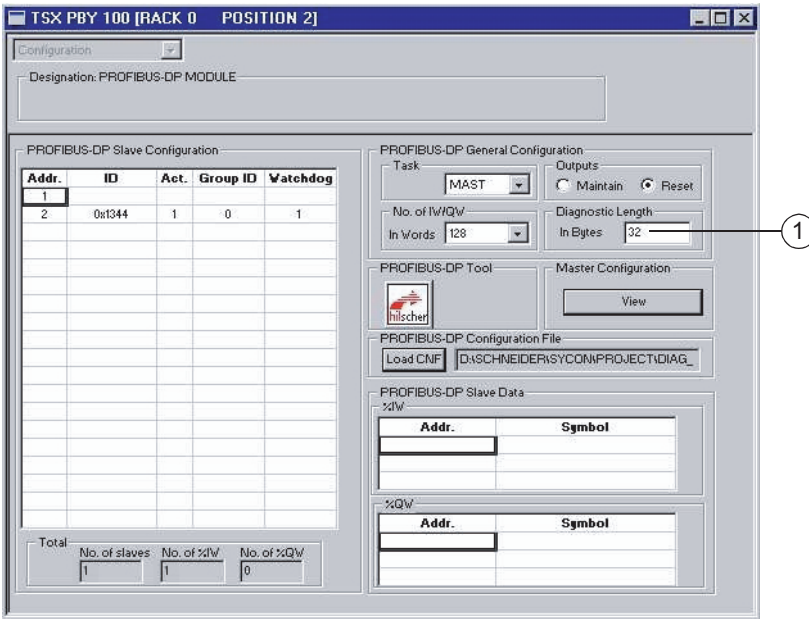 TSX PBY 100 [RACK 0 POSITION 2]
Configuration
Designation: PROFIBUS-DP MODULE
PROFIBUS-DP Slave Configuration
Addr. ID Act. Group ID Watchdog
1
2 0x1344 1 0 1
Total
No. of slaves No. of %IW No. of %QW
1 1 0
PROFIBUS-DP General Configuration
Task
MAST
Outputs
Maintain Reset
No. of IW/QW
In Words 128
Diagnostic Length
In Bytes 32
1
PROFIBUS-DP Tool
hilscher
Master Configuration
View
PROFIBUS-DP Configuration File
Load CNF D:\SCHNEIDER\SYCON\PROJECT\DIAG_
PROFIBUS-DP Slave Data
%IW
Addr. Symbol
%QW
Addr. Symbol